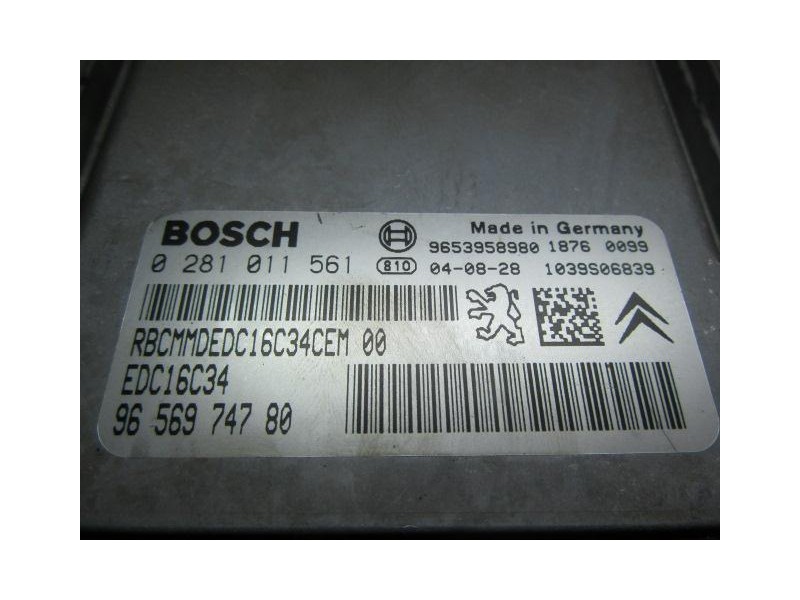 BOSCH
Made in Germany
9653958980 1876 0099
0 281 011 561 810 04-08-28 1039S06839
RBCMMDEDC16C34CEM 00
EDC16C34
96 569 747 80